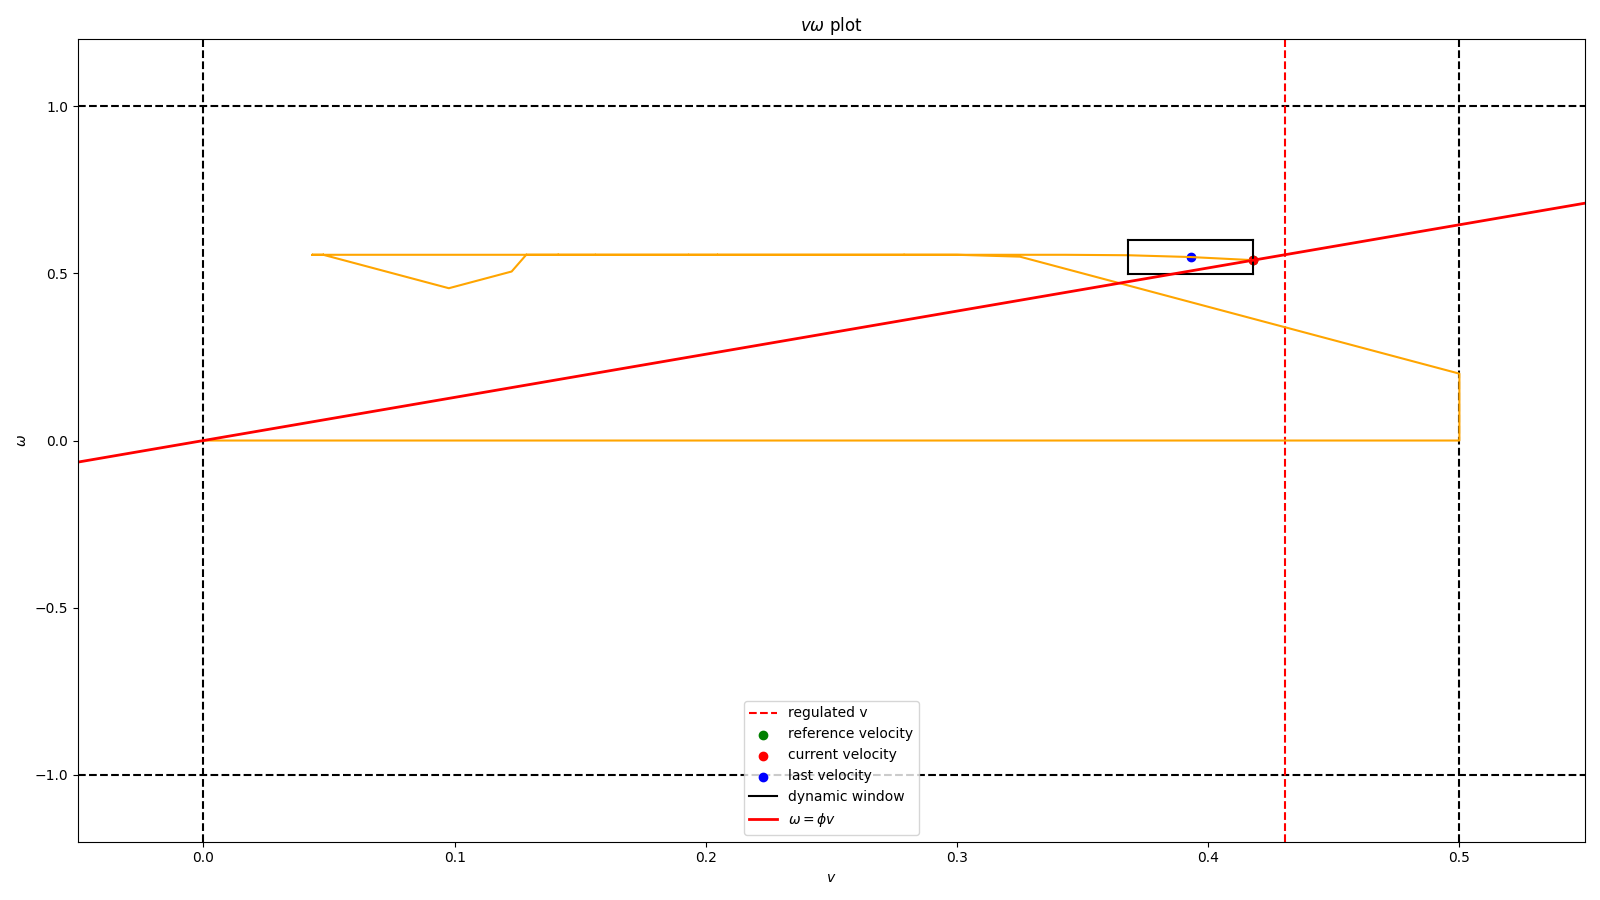 vω plot
1.0
0.5
0.0
−0.5
−1.0
ω
regulated v
reference velocity
current velocity
last velocity
dynamic window
ω = ϕv
0.0 0.1 0.2 0.3 0.4 0.5
v